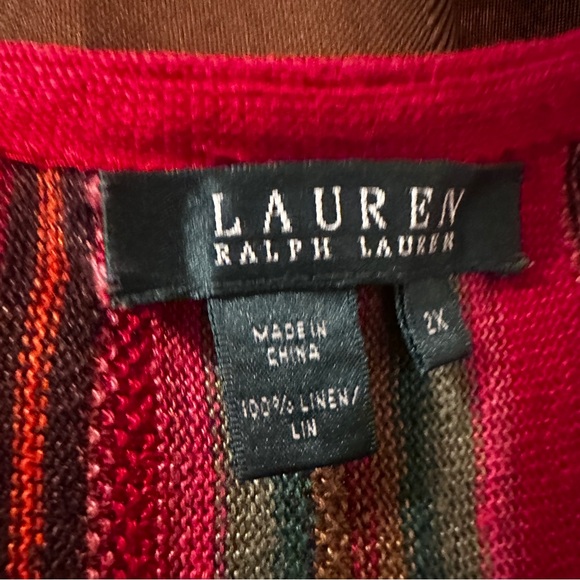 LAUREN
RALPH LAUREN
MADE IN
CHINA
2X
100% LINEN/
LIN